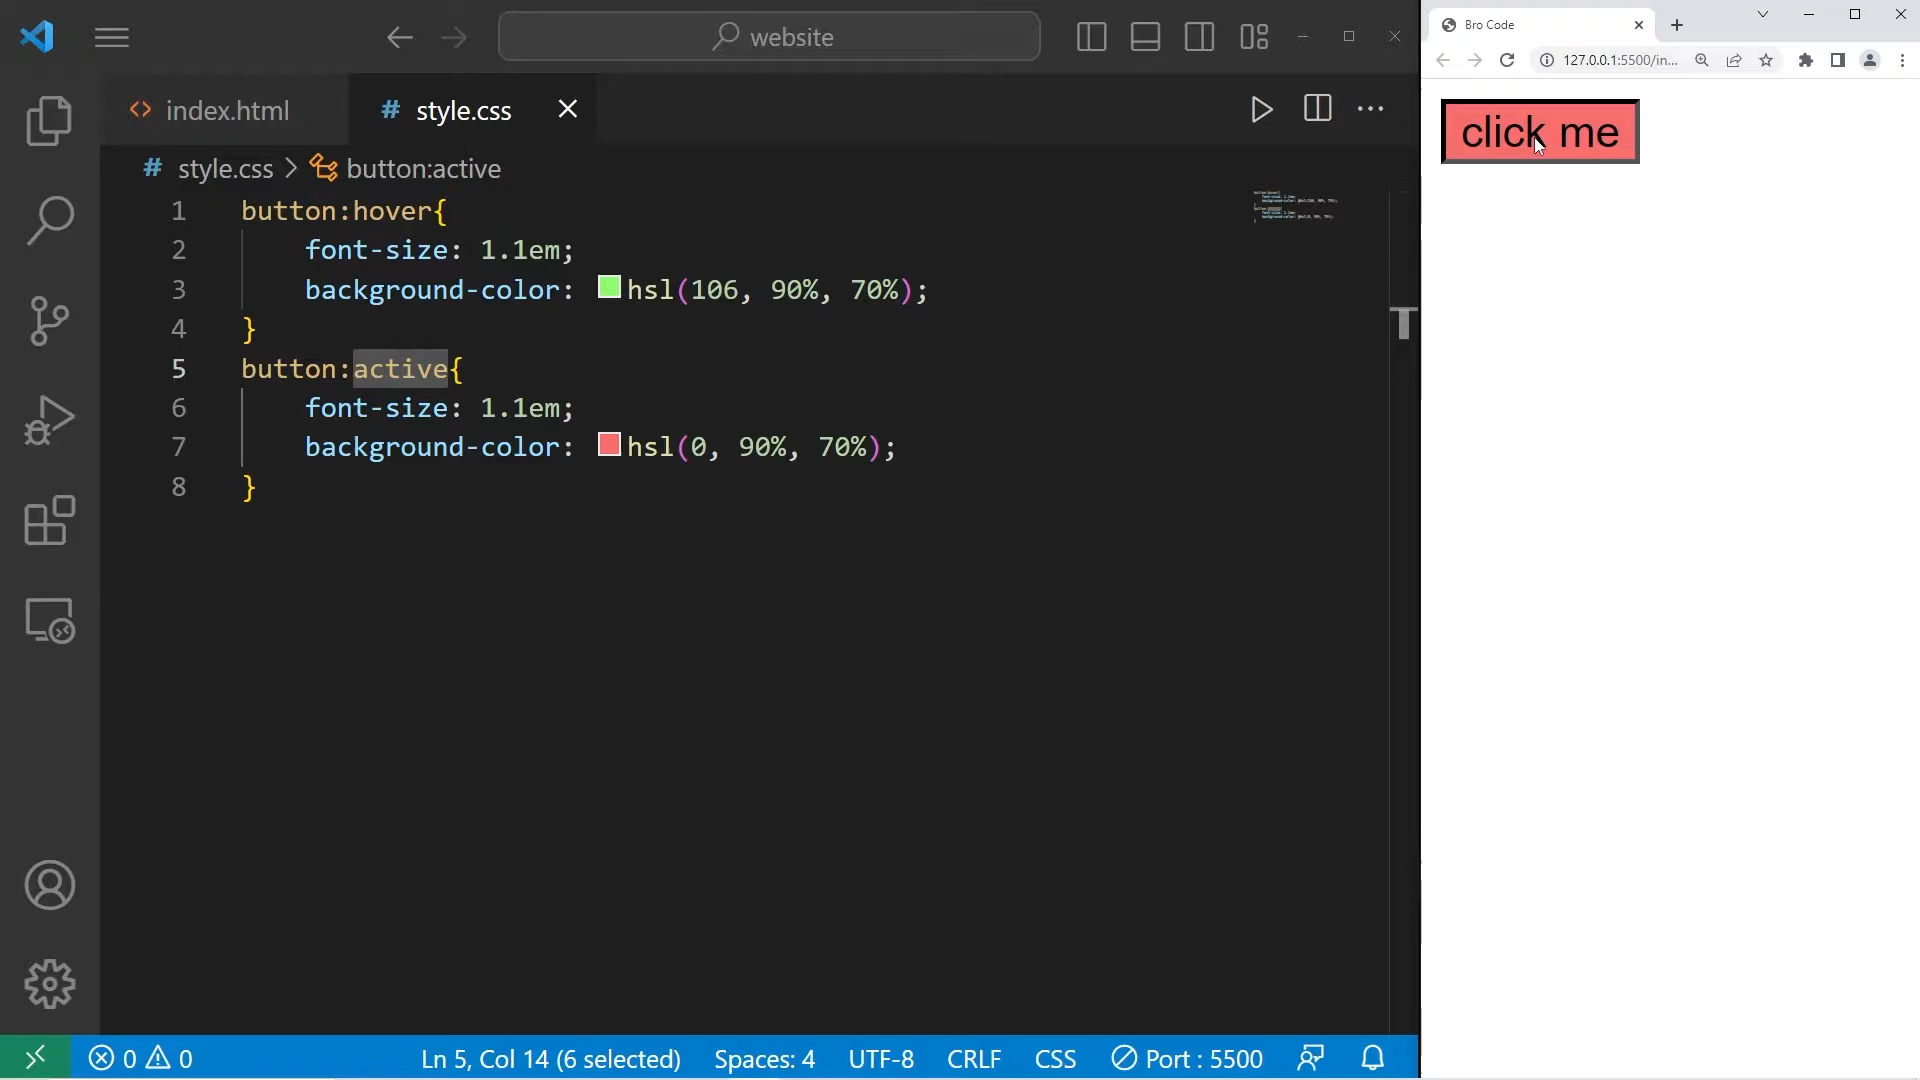 website
Bro Code
127.0.0.1:5500/in...
index.html
# style.css
# style.css > button:active
click me
1 button:hover{
2 font-size: 1.1em;
3 background-color: hsl(106, 90%, 70%);
4 }
5 button:active{
6 font-size: 1.1em;
7 background-color: hsl(0, 90%, 70%);
8 }
0 0 Ln 5, Col 14 (6 selected) Spaces: 4 UTF-8 CRLF CSS Port : 5500